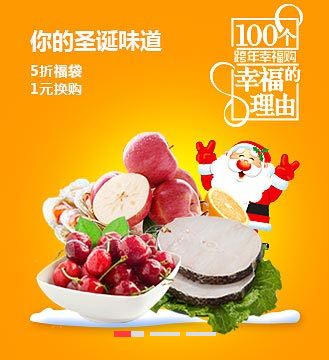 你的圣诞味道
5折福袋
1元换购
100个
跨年幸福购
幸福的
理由